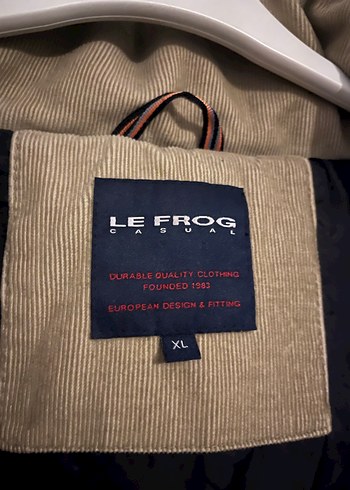 LE FROG
CASUAL
DURABLE QUALITY CLOTHING
FOUNDED 1983
EUROPEAN DESIGN & FITTING
XL